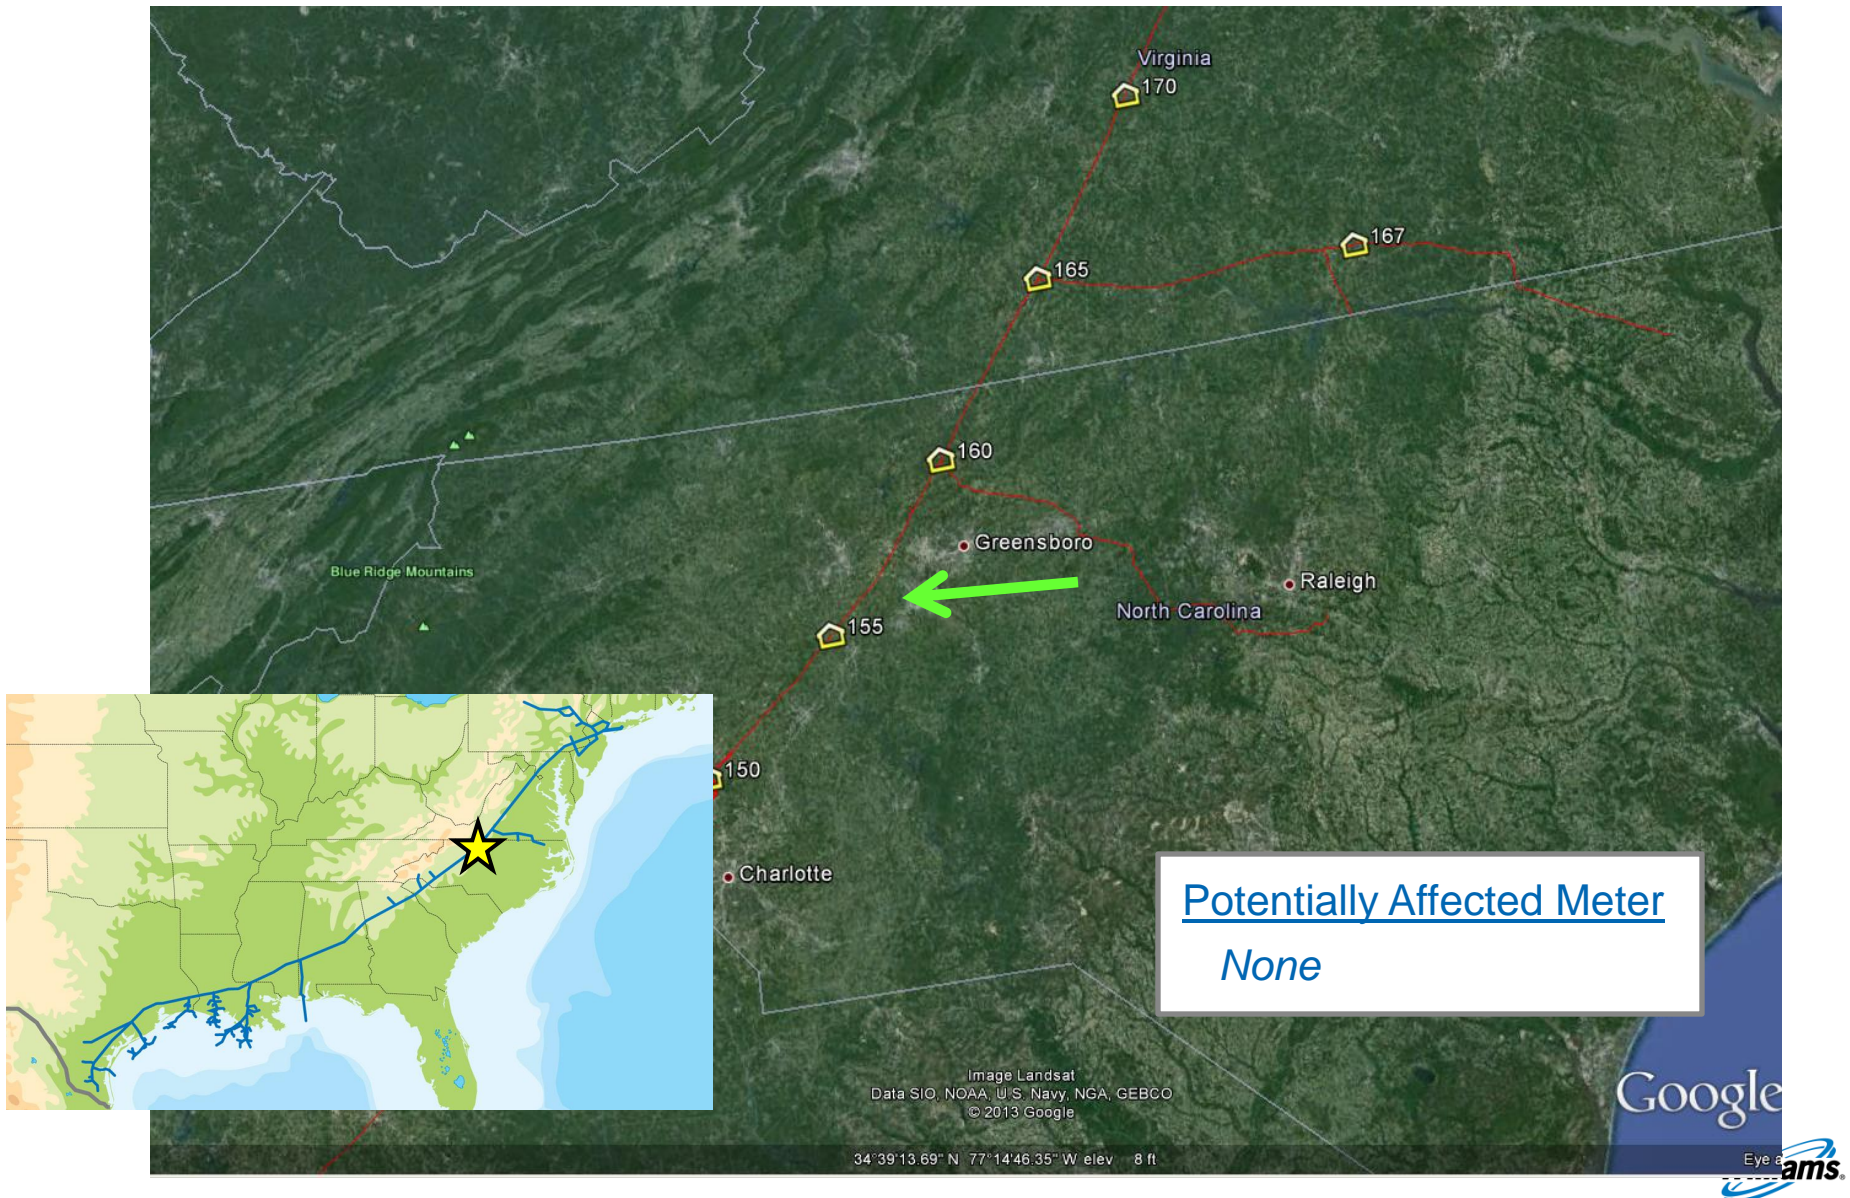 Virginia
170
167
165
160
Greensboro
Blue Ridge Mountains
Raleigh
North Carolina
155
150
Charlotte
Potentially Affected Meter
None
Image Landsat
Data SIO, NOAA, U.S. Navy, NGA, GEBCO
© 2013 Google
Google
34°39'13.69" N 77°14'46.35" W elev 8 ft
Eye a
ams.